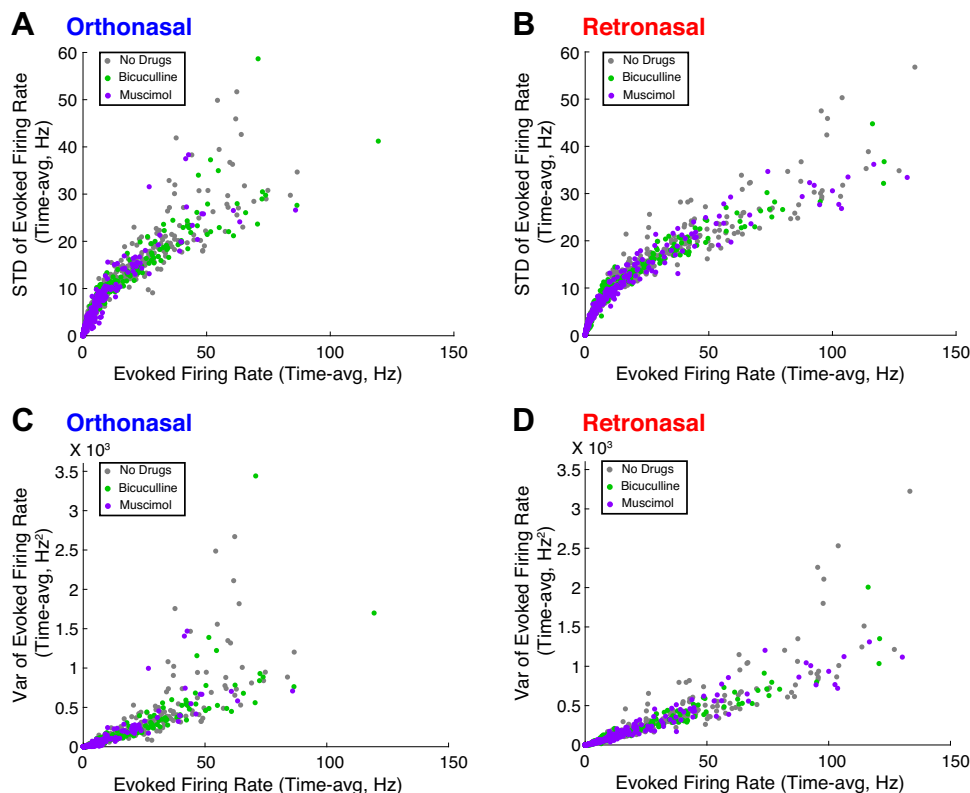 A
Orthonasal
No Drugs
Bicuculline
Muscimol
STD of Evoked Firing Rate
(Time-avg, Hz)
60
50
40
30
20
10
0
0
50
100
150
Evoked Firing Rate (Time-avg, Hz)
B
Retronasal
No Drugs
Bicuculline
Muscimol
STD of Evoked Firing Rate
(Time-avg, Hz)
60
50
40
30
20
10
0
0
50
100
150
Evoked Firing Rate (Time-avg, Hz)
C
Orthonasal
X 10³
No Drugs
Bicuculline
Muscimol
Var of Evoked Firing Rate
(Time-avg, Hz²)
3.5
3
2.5
2
1.5
1
0.5
0
0
50
100
150
Evoked Firing Rate (Time-avg, Hz)
D
Retronasal
X 10³
No Drugs
Bicuculline
Muscimol
Var of Evoked Firing Rate
(Time-avg, Hz²)
3.5
3
2.5
2
1.5
1
0.5
0
0
50
100
150
Evoked Firing Rate (Time-avg, Hz)